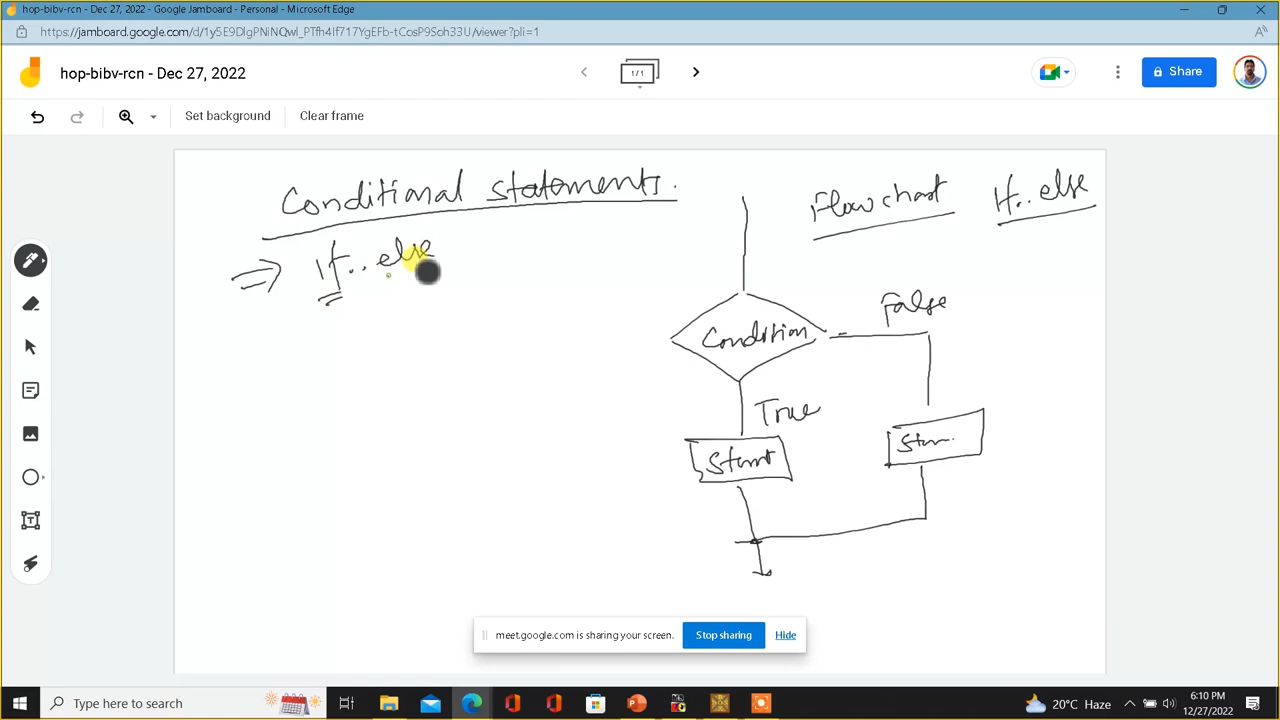 hop-bibv-rcn - Dec 27, 2022 - Google Jamboard - Personal - Microsoft Edge
https://jamboard.google.com/d/1y5E9DlgPNiNQwl_PTfh4If717YgEFb-tCosP9Soh33U/viewer?pli=1
hop-bibv-rcn - Dec 27, 2022
1/1
Share
Set background
Clear frame
Conditional statements.
Flow chart If.. else
If.. else
False
Condition
True
Stmt
meet.google.com is sharing your screen.
Stop sharing
Hide
Type here to search
20°C Haze
6:10 PM
12/27/2022